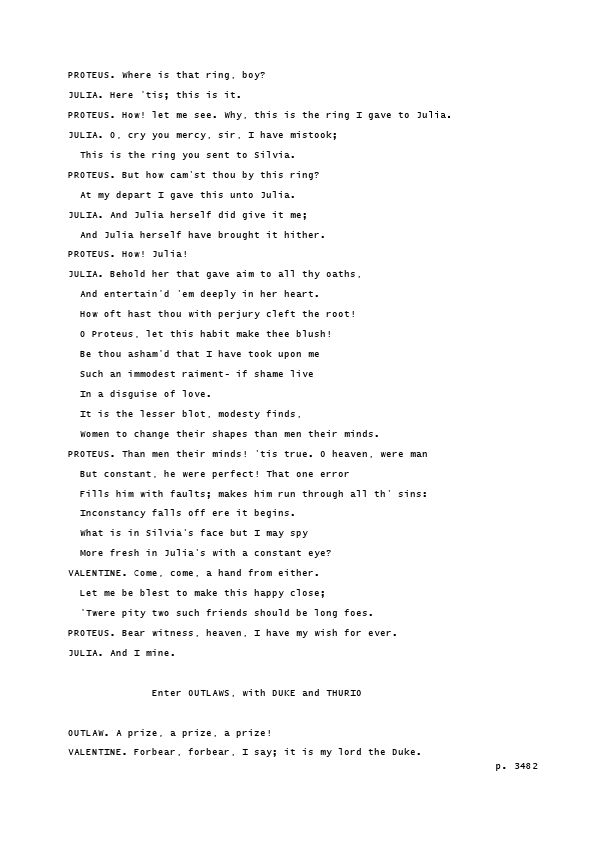 PROTEUS. Where is that ring, boy?
JULIA. Here 'tis; this is it.
PROTEUS. How! let me see. Why, this is the ring I gave to Julia.
JULIA. O, cry you mercy, sir, I have mistook;
This is the ring you sent to Silvia.
PROTEUS. But how cam'st thou by this ring?
At my depart I gave this unto Julia.
JULIA. And Julia herself did give it me;
And Julia herself have brought it hither.
PROTEUS. How! Julia!
JULIA. Behold her that gave aim to all thy oaths,
And entertain'd 'em deeply in her heart.
How oft hast thou with perjury cleft the root!
O Proteus, let this habit make thee blush!
Be thou asham'd that I have took upon me
Such an immodest raiment- if shame live
In a disguise of love.
It is the lesser blot, modesty finds,
Women to change their shapes than men their minds.
PROTEUS. Than men their minds! 'tis true. O heaven, were man
But constant, he were perfect! That one error
Fills him with faults; makes him run through all th' sins:
Inconstancy falls off ere it begins.
What is in Silvia's face but I may spy
More fresh in Julia's with a constant eye?
VALENTINE. Come, come, a hand from either.
Let me be blest to make this happy close;
'Twere pity two such friends should be long foes.
PROTEUS. Bear witness, heaven, I have my wish for ever.
JULIA. And I mine.
Enter OUTLAWS, with DUKE and THURIO
OUTLAW. A prize, a prize, a prize!
VALENTINE. Forbear, forbear, I say; it is my lord the Duke.
p. 3482